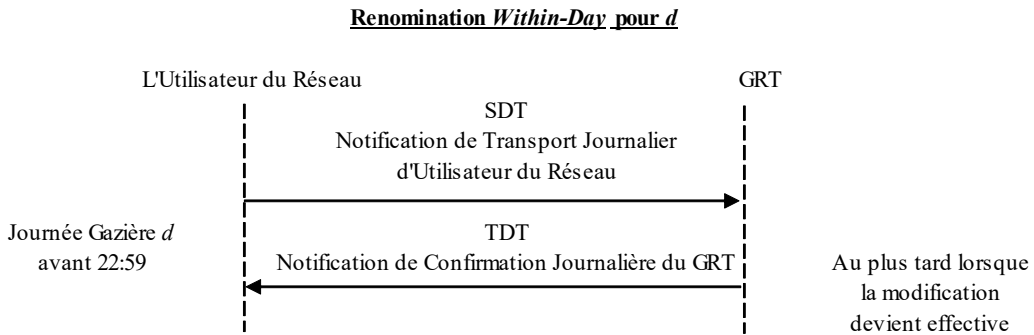 Renomination Within-Day pour d
L'Utilisateur du Réseau
GRT
SDT
Notification de Transport Journalier
d'Utilisateur du Réseau
Journée Gazière d
avant 22:59
TDT
Notification de Confirmation Journalière du GRT
Au plus tard lorsque
la modification
devient effective